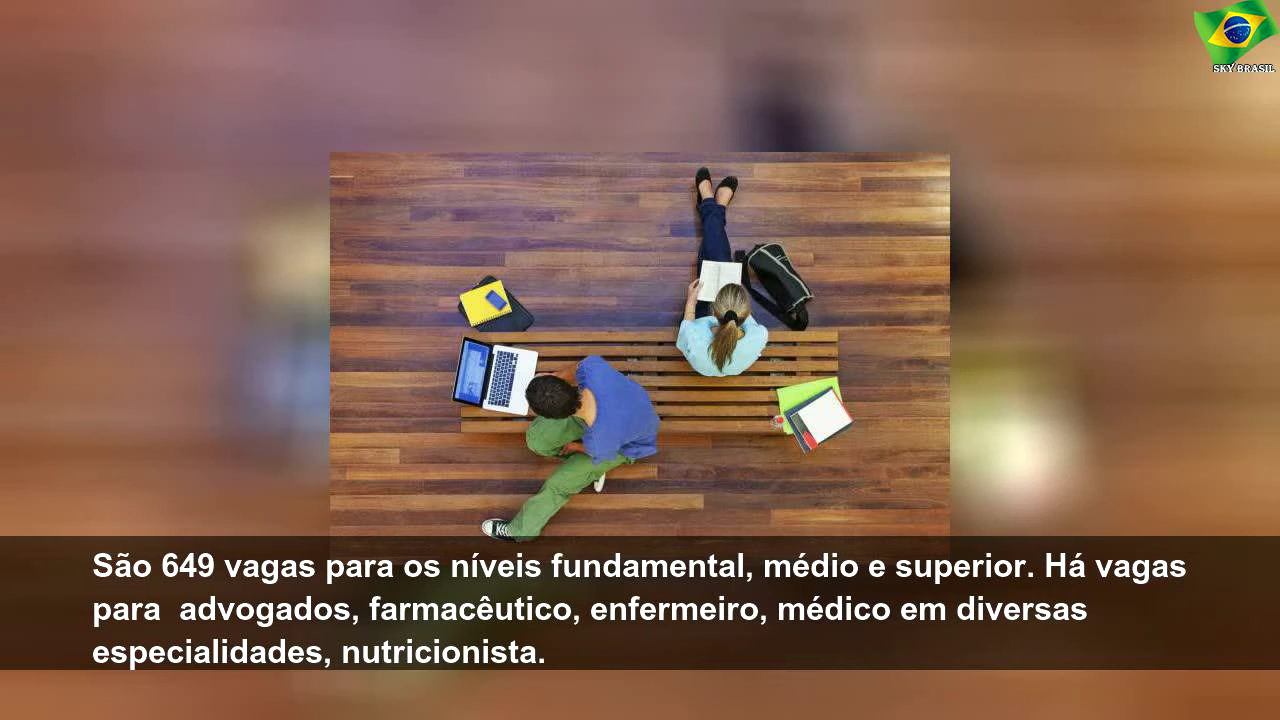 SKY BRASIL
São 649 vagas para os níveis fundamental, médio e superior. Há vagas
para  advogados, farmacêutico, enfermeiro, médico em diversas
especialidades, nutricionista.